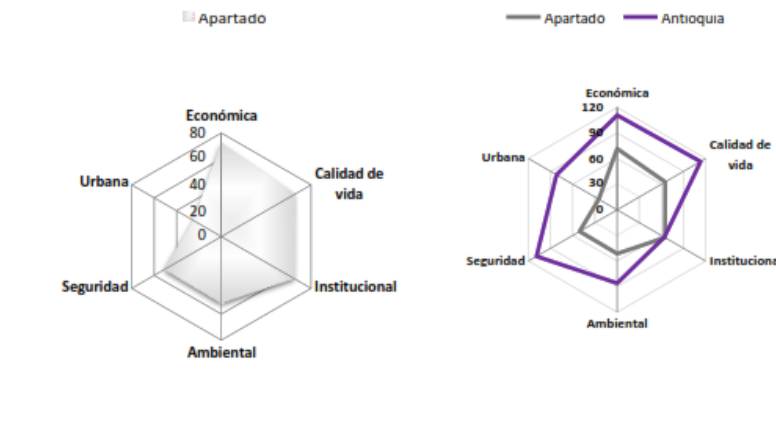 Apartado
Económica
80
60
40
20
0
Urbana
Calidad de
vida
Seguridad
Institucional
Ambiental
Apartado Antioquia
Económica
120
90
60
30
0
Urbana
Calidad de
vida
Seguridad
Instituciona
Ambiental